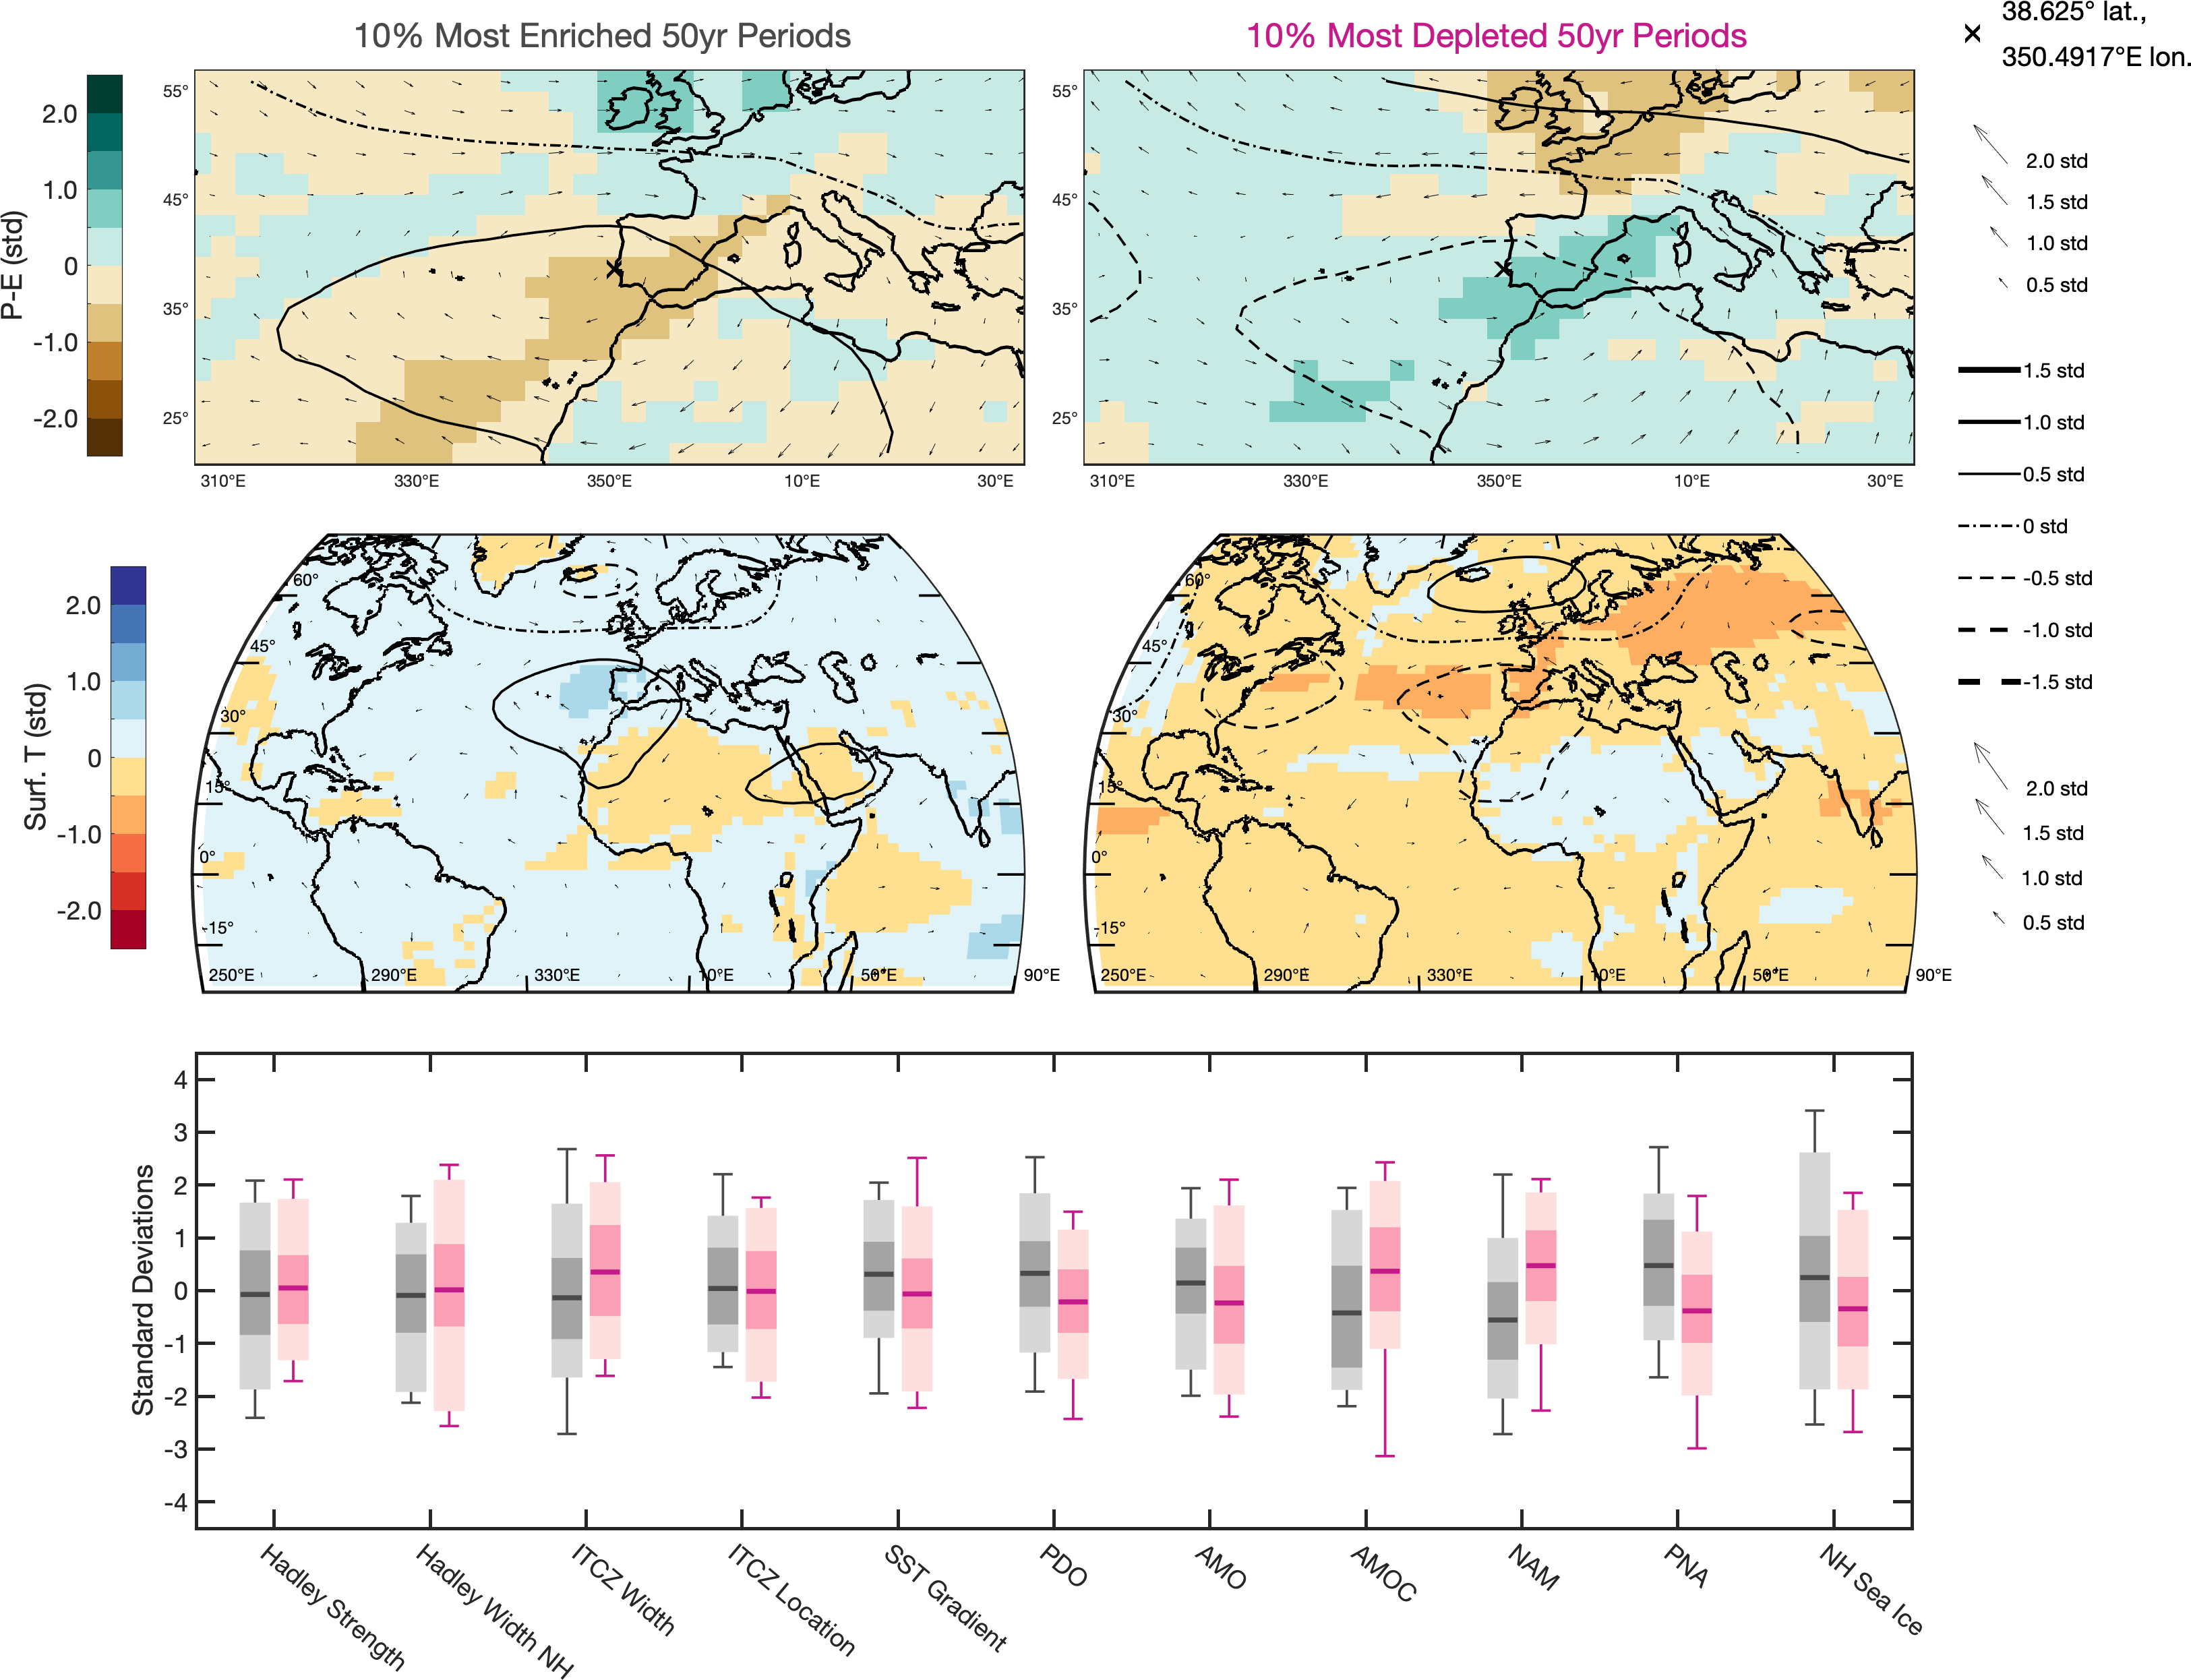 10% Most Enriched 50yr Periods
10% Most Depleted 50yr Periods
38.625° lat.,
350.4917°E lon.
P-E (std)
2.0
1.0
0
-1.0
-2.0
55°
45°
35°
25°
310°E
330°E
350°E
10°E
30°E
55°
45°
35°
25°
310°E
330°E
350°E
10°E
30°E
2.0 std
1.5 std
1.0 std
0.5 std
1.5 std
1.0 std
0.5 std
0 std
-0.5 std
-1.0 std
-1.5 std
Surf. T (std)
2.0
1.0
0
-1.0
-2.0
60°
45°
30°
15°
0°
-15°
250°E
290°E
330°E
10°E
50°E
90°E
60°
45°
30°
15°
0°
-15°
250°E
290°E
330°E
10°E
50°E
90°E
2.0 std
1.5 std
1.0 std
0.5 std
Standard Deviations
4
3
2
1
0
-1
-2
-3
-4
Hadley Strength
Hadley Width NH
ITCZ Width
ITCZ Location
SST Gradient
PDO
AMO
AMOC
NAM
PNA
NH Sea Ice